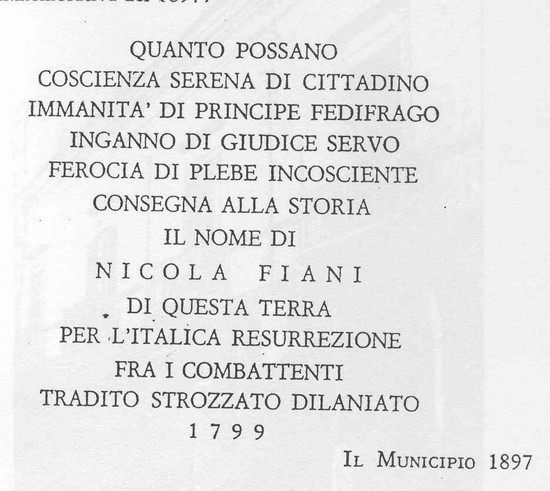 QUANTO POSSANO
COSCIENZA SERENA DI CITTADINO
IMMANITA' DI PRINCIPE FEDIFRAGO
INGANNO DI GIUDICE SERVO
FEROCIA DI PLEBE INCOSCIENTE
CONSEGNA ALLA STORIA
IL NOME DI
NICOLA FIANI
DI QUESTA TERRA
PER L'ITALICA RESURREZIONE
FRA I COMBATTENTI
TRADITO STROZZATO DILANIATO
1799
IL MUNICIPIO 1897